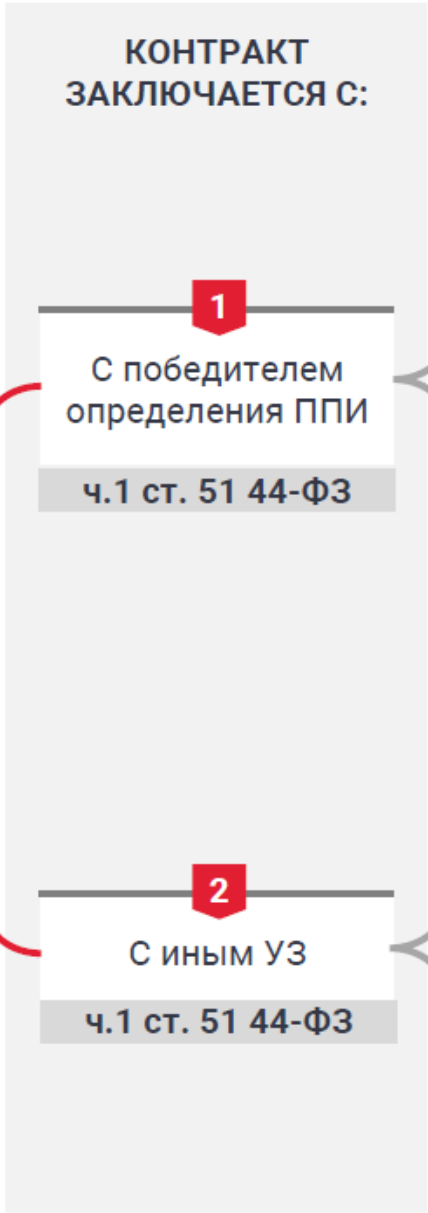 КОНТРАКТ
ЗАКЛЮЧАЕТСЯ С:
1
С победителем
определения ППИ
ч.1 ст. 51 44-ФЗ
2
С иным УЗ
ч.1 ст. 51 44-ФЗ